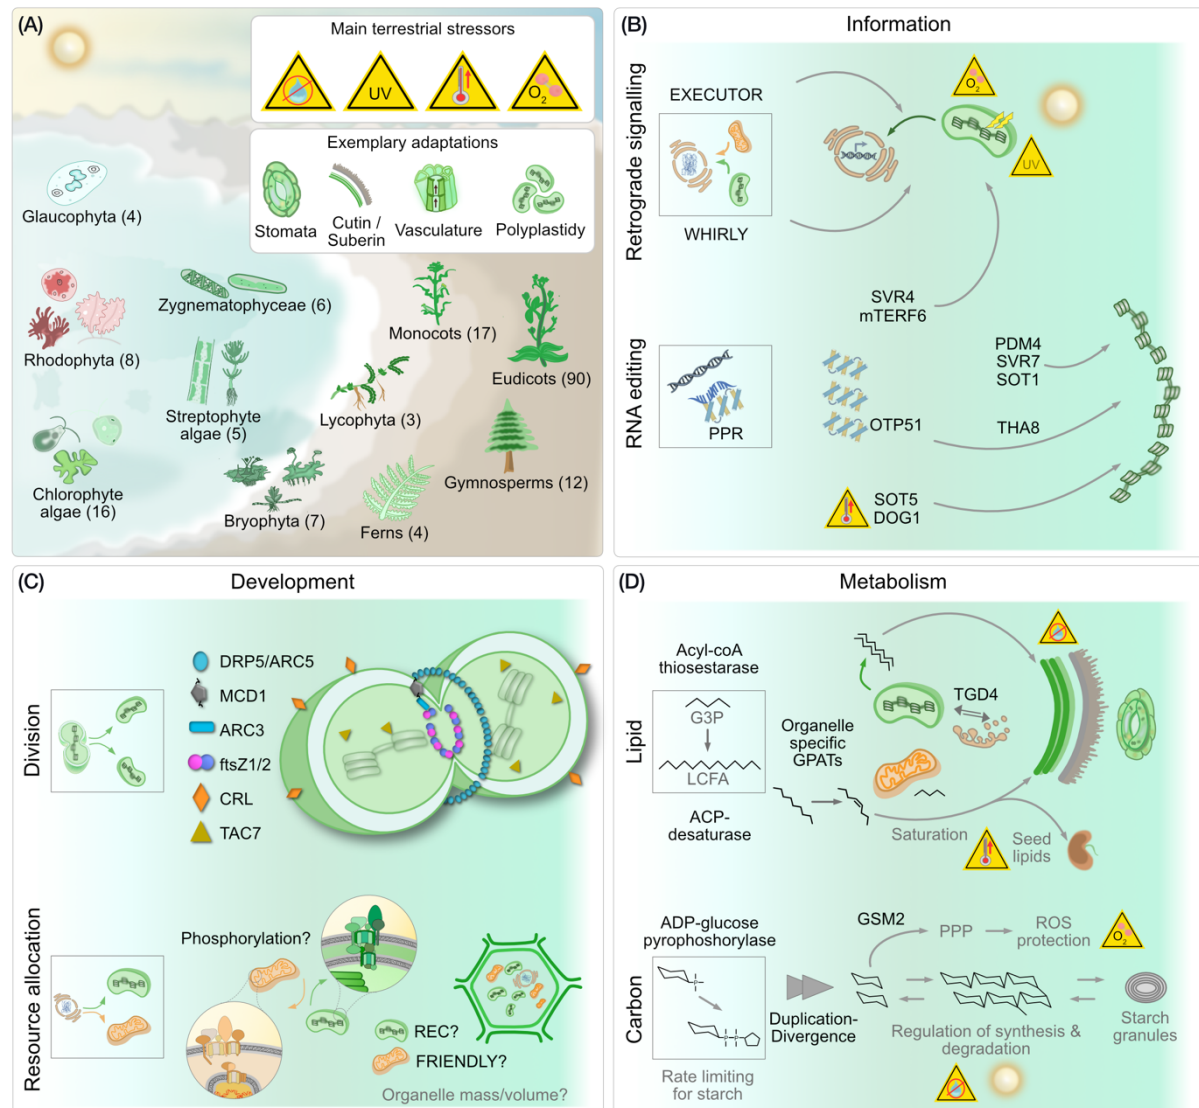 (A)
Main terrestrial stressors
UV
O2
Exemplary adaptations
Stomata
Cutin /
Suberin
Vasculature
Polyplastidy
Glaucophyta (4)
Rhodophyta (8)
Zygnematophyceae (6)
Streptophyte
algae (5)
Chlorophyte
algae (16)
Bryophyta (7)
Lycophyta (3)
Monocots (17)
Eudicots (90)
Gymnosperms (12)
Ferns (4)
(B)
Information
Retrograde signalling
EXECUTOR
WHIRLY
O2
UV
SVR4
mTERF6
RNA editing
PPR
OTP51
PDM4
SVR7
SOT1
THA8
SOT5
DOG1
(C)
Development
Division
DRP5/ARC5
MCD1
ARC3
ftsZ1/2
CRL
TAC7
Resource allocation
Phosphorylation?
REC?
FRIENDLY?
Organelle mass/volume?
(D)
Metabolism
Lipid
Acyl-coA
thiosestarase
G3P
LCFA
ACP-
desaturase
Organelle
specific
GPATs
TGD4
Saturation
Seed
lipids
Carbon
ADP-glucose
pyrophoshorylase
Rate limiting
for starch
Duplication-
Divergence
GSM2
PPP
ROS
protection
O2
Regulation of synthesis &
degradation
Starch
granules